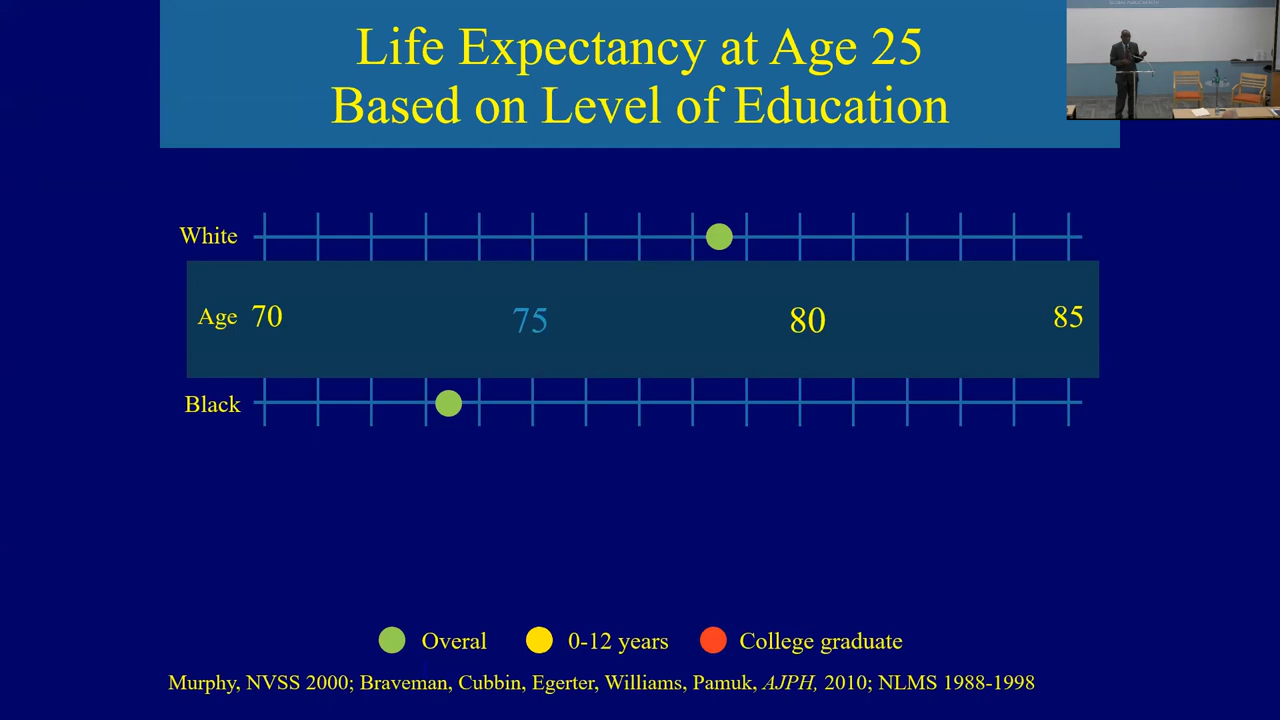 Life Expectancy at Age 25
Based on Level of Education
White
Age 70 75 80 85
Black
Overal 0-12 years College graduate
Murphy, NVSS 2000; Braveman, Cubbin, Egerter, Williams, Pamuk, AJPH, 2010; NLMS 1988-1998